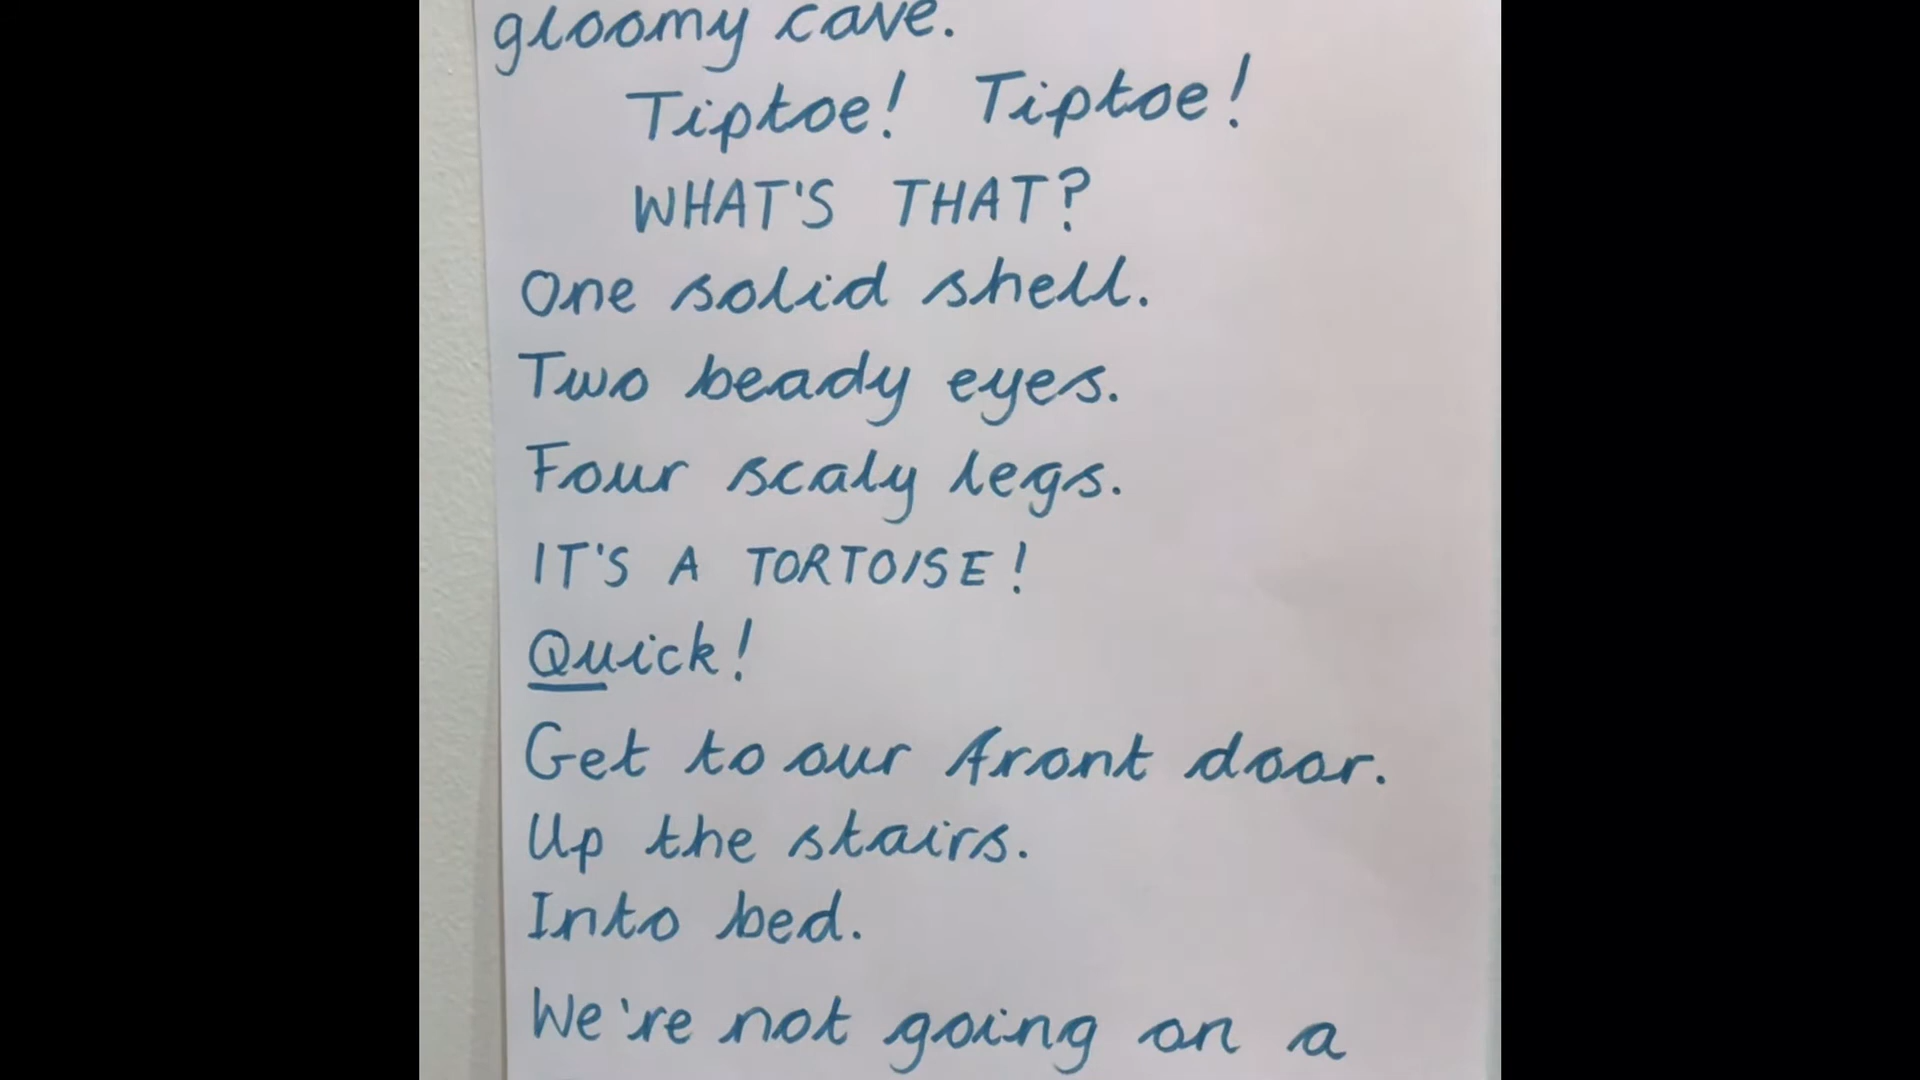 gloomy cave.
Tiptoe! Tiptoe!
WHAT'S THAT?
One solid shell.
Two beady eyes.
Four scaly legs.
IT'S A TORTOISE!
Quick!
Get to our front door.
Up the stairs.
Into bed.
We're not going on a